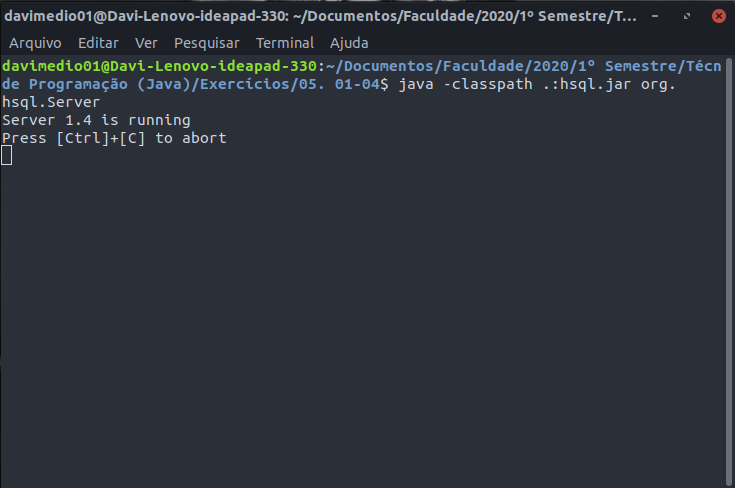 davimedio01@Davi-Lenovo-ideapad-330: ~/Documentos/Faculdade/2020/1º Semestre/T...
Arquivo Editar Ver Pesquisar Terminal Ajuda
davimedio01@Davi-Lenovo-ideapad-330:~/Documentos/Faculdade/2020/1º Semestre/Técn
de Programação (Java)/Exercícios/05. 01-04$ java -classpath .:hsql.jar org.
hsql.Server
Server 1.4 is running
Press [Ctrl]+[C] to abort